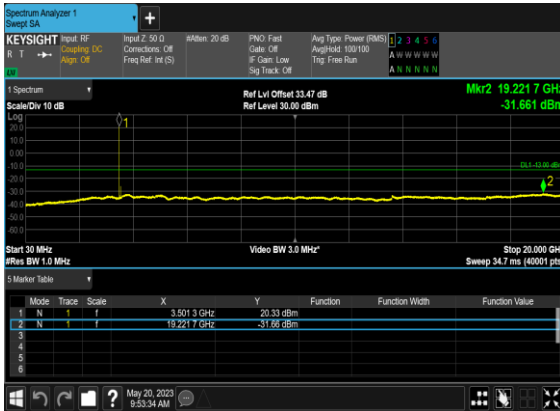 Spectrum Analyzer 1
Swept SA
+
KEYSIGHT Input: RF Input Z: 50 Ω #Atten: 20 dB PNO: Fast Avg Type: Power (RMS) 1 2 3 4 5 6
R T Coupling: DC Corrections: Off Gate: Off Avg|Hold: 100/100 A W W W W W
Align: Off Freq Ref: Int (S) IF Gain: Low Trig: Free Run
Sig Track: Off A N N N N N
LXI
1 Spectrum Ref Lvl Offset 33.47 dB Mkr2 19.221 7 GHz
Scale/Div 10 dB Ref Level 30.00 dBm -31.661 dBm
Log
20.0
10.0
0.00
-10.0
-20.0
-30.0
-40.0
-50.0
-60.0
1
DL1 -13.00 dBm
2
Start 30 MHz Video BW 3.0 MHz* Stop 20.000 GHz
#Res BW 1.0 MHz Sweep 34.7 ms (40001 pts)
5 Marker Table
Mode Trace Scale X Y Function Function Width Function Value
1 N 1 f 3.501 3 GHz 20.33 dBm
2 N 1 f 19.221 7 GHz -31.66 dBm
3
4
5
6
? May 20, 2023
9:53:34 AM